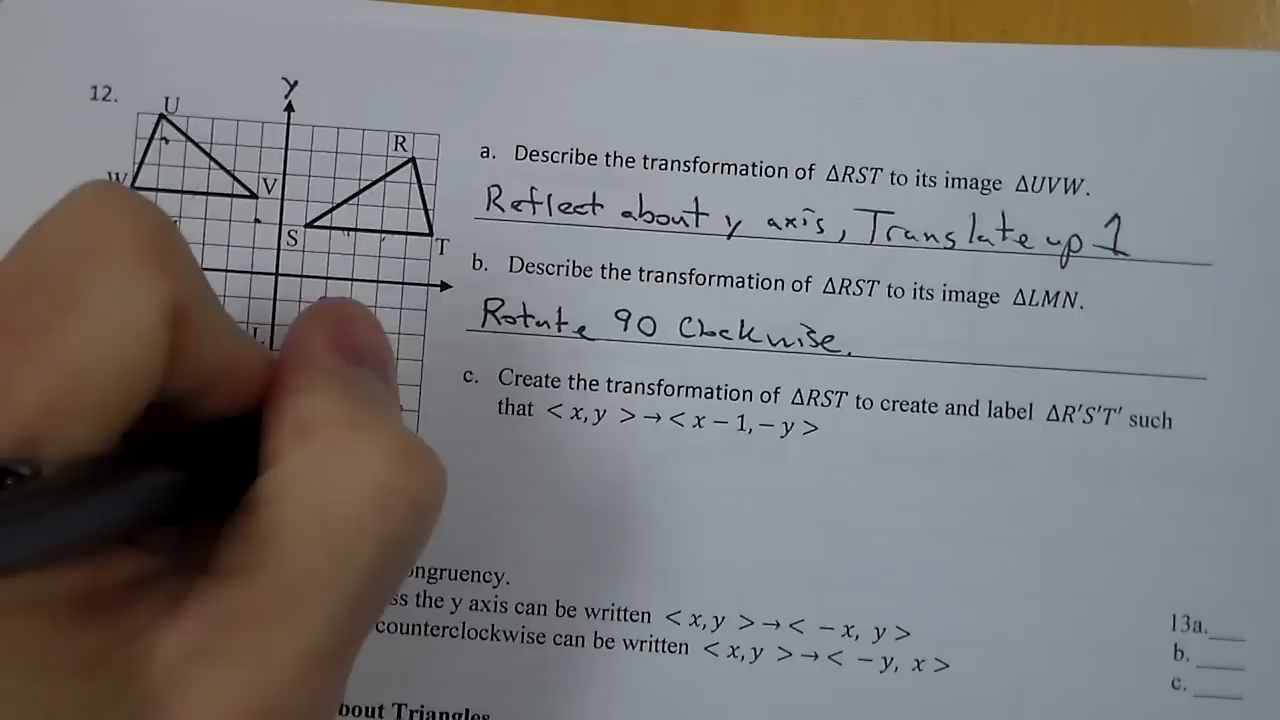 12.
y
U
R
W
V
S
T
L
a. Describe the transformation of ΔRST to its image ΔUVW.
Reflect about y axis, Translate up 1
b. Describe the transformation of ΔRST to its image ΔLMN.
Rotate 90 Clockwise.
c. Create the transformation of ΔRST to create and label ΔR'S'T' such
that < x, y > → < x − 1, − y >
ongruency.
ss the y axis can be written < x, y > → < − x, y >
counterclockwise can be written < x, y > → < − y, x >
13a.
b.
c.
bout Triangles